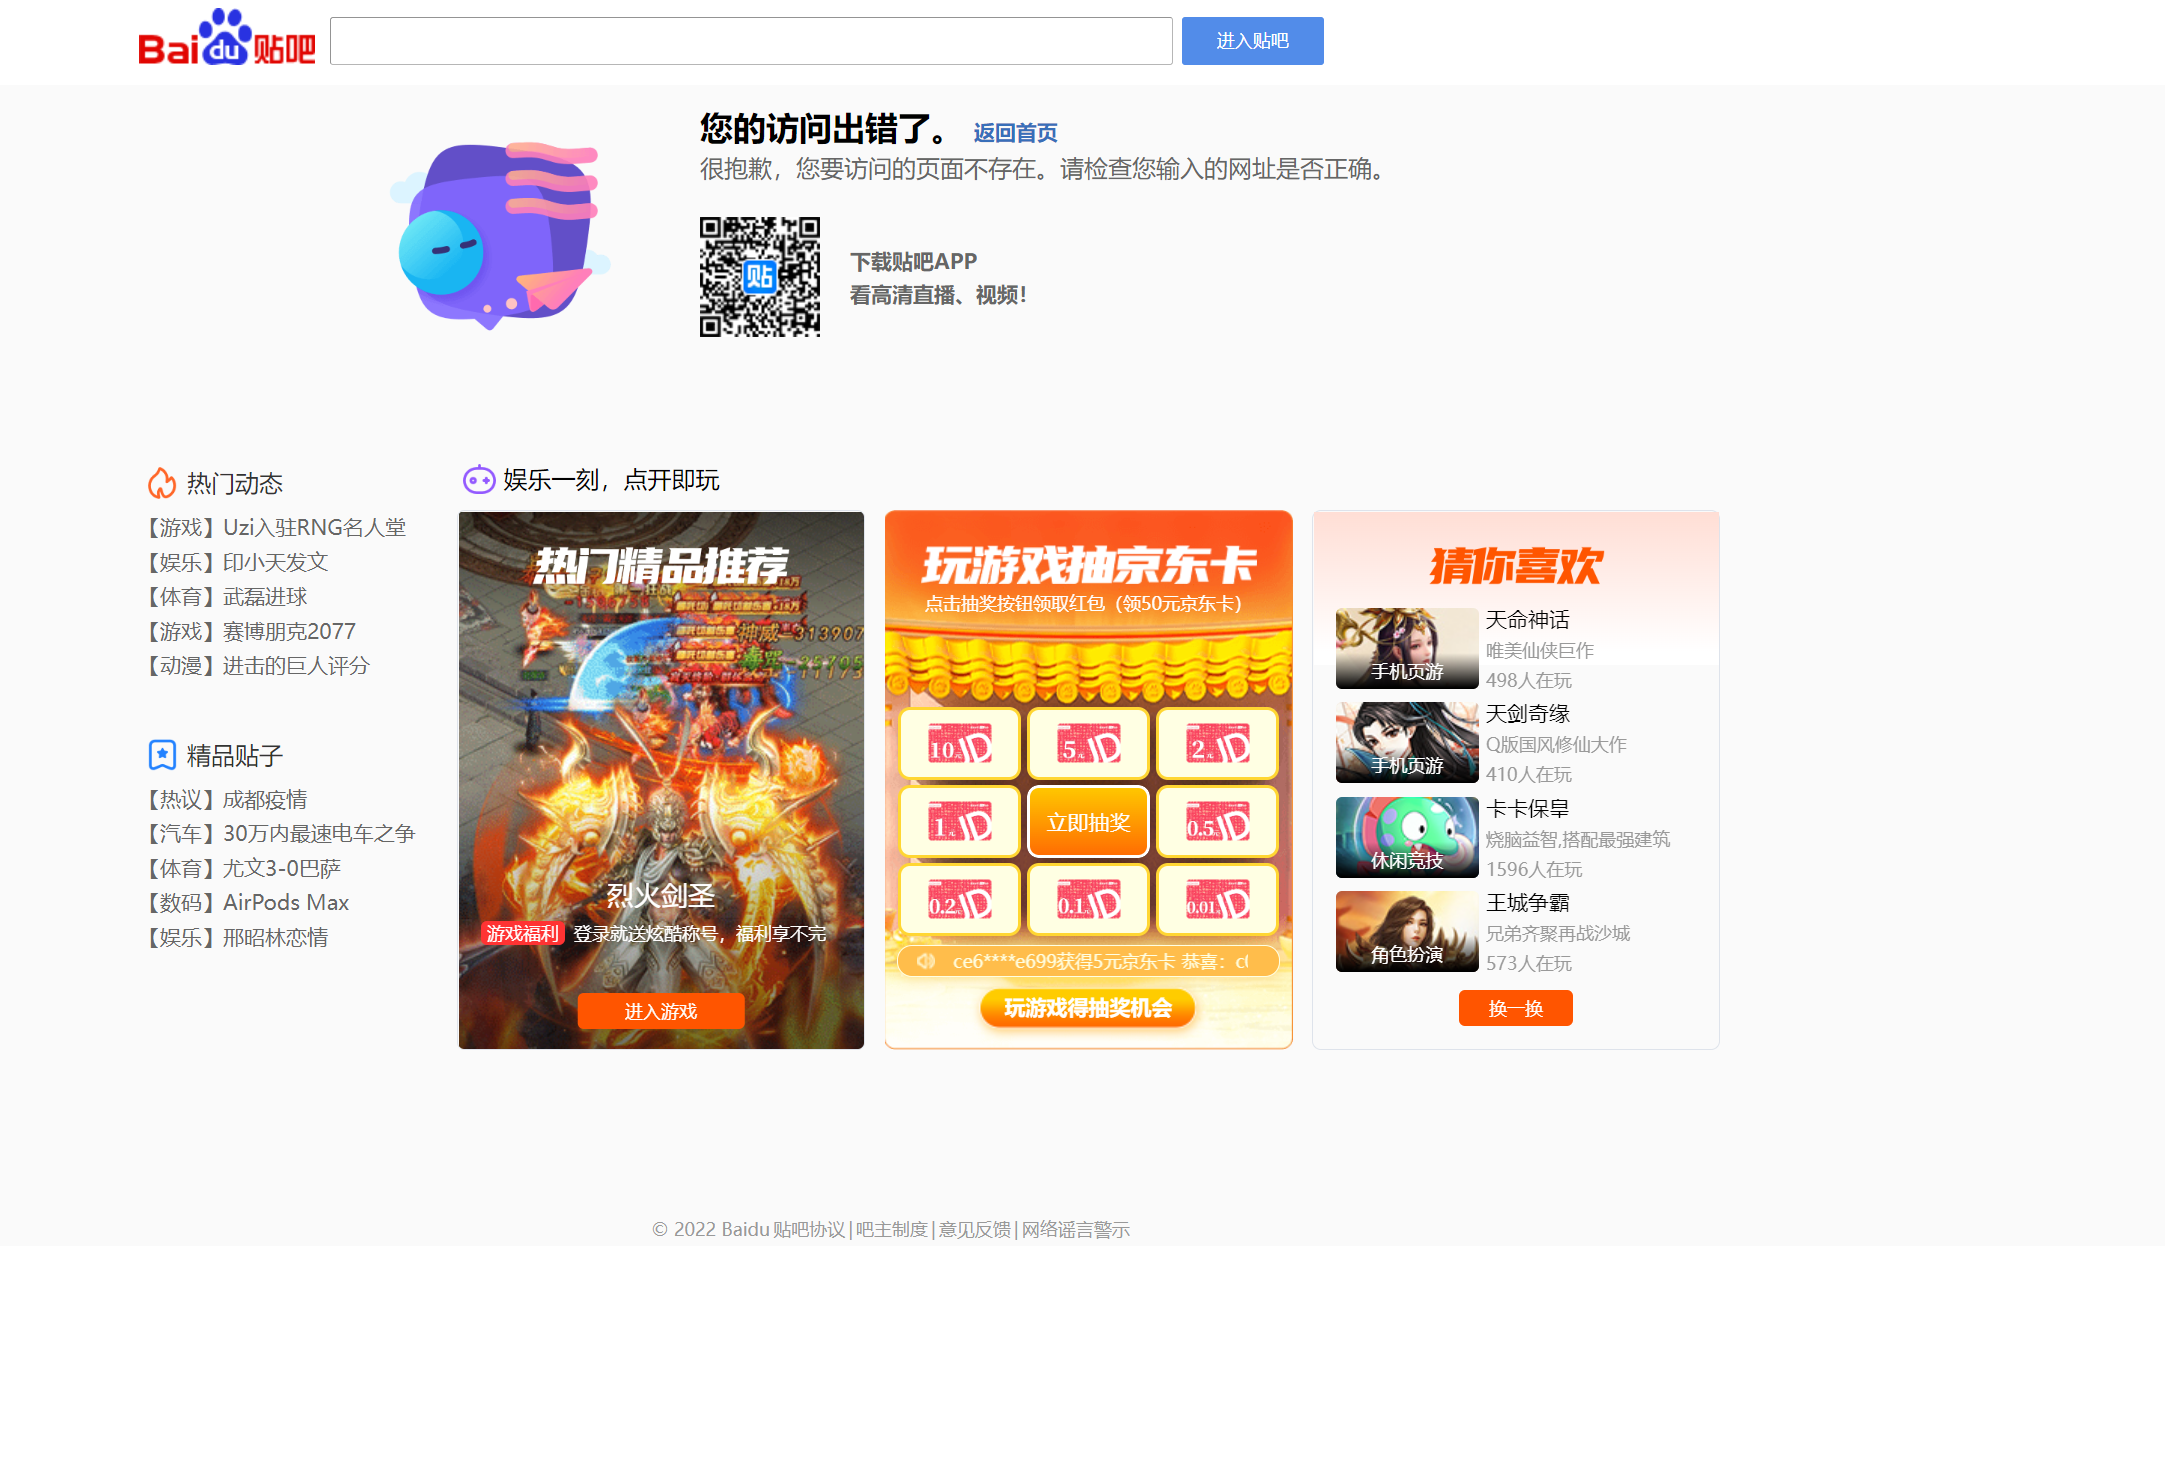 Baidu贴吧
进入贴吧
您的访问出错了。 返回首页
很抱歉，您要访问的页面不存在。请检查您输入的网址是否正确。
贴
下载贴吧APP
看高清直播、视频！
热门动态
【游戏】Uzi入驻RNG名人堂
【娱乐】印小天发文
【体育】武磊进球
【游戏】赛博朋克2077
【动漫】进击的巨人评分
精品贴子
【热议】成都疫情
【汽车】30万内最速电车之争
【体育】尤文3-0巴萨
【数码】AirPods Max
【娱乐】邢昭林恋情
娱乐一刻，点开即玩
热门精品推荐
烈火剑圣
游戏福利 登录就送炫酷称号，福利享不完
进入游戏
玩游戏抽京东卡
点击抽奖按钮领取红包（领50元京东卡）
10元 5元 2元
1元 立即抽奖 0.5元
0.2元 0.1元 0.01元
ce6****e699获得5元京东卡 恭喜：c
玩游戏得抽奖机会
猜你喜欢
手机页游
天命神话
唯美仙侠巨作
498人在玩
手机页游
天剑奇缘
Q版国风修仙大作
410人在玩
休闲竞技
卡卡保皇
烧脑益智,搭配最强建筑
1596人在玩
角色扮演
王城争霸
兄弟齐聚再战沙城
573人在玩
换一换
© 2022 Baidu 贴吧协议|吧主制度|意见反馈|网络谣言警示